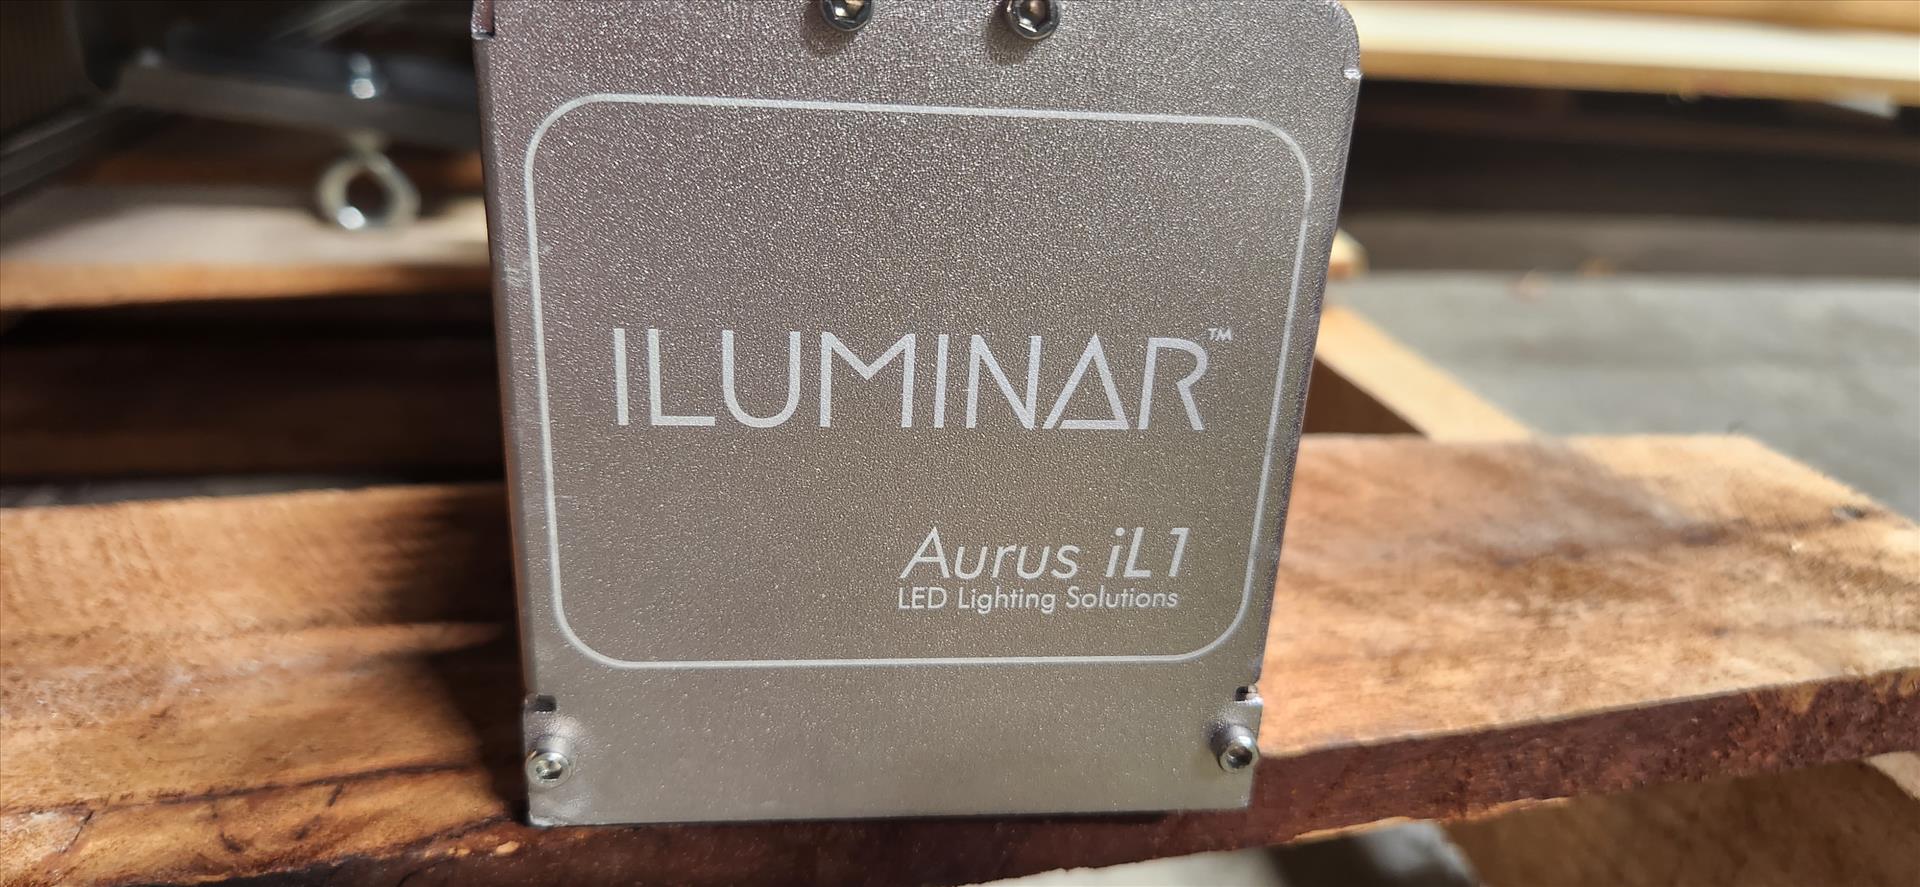 ILUMINAR™
Aurus iL1
LED Lighting Solutions